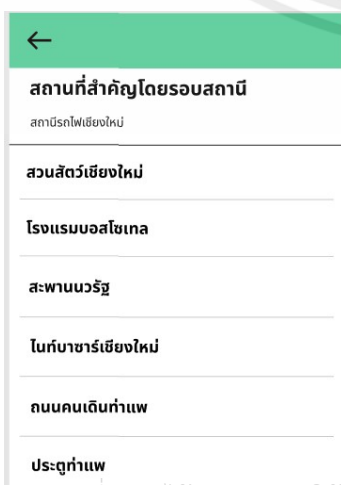 สถานที่สำคัญโดยรอบสถานี
สถานีรถไฟเชียงใหม่
สวนสัตว์เชียงใหม่
โรงแรมบอสโซเทล
สะพานนวรัฐ
ไนท์บาซาร์เชียงใหม่
ถนนคนเดินท่าแพ
ประตูท่าแพ